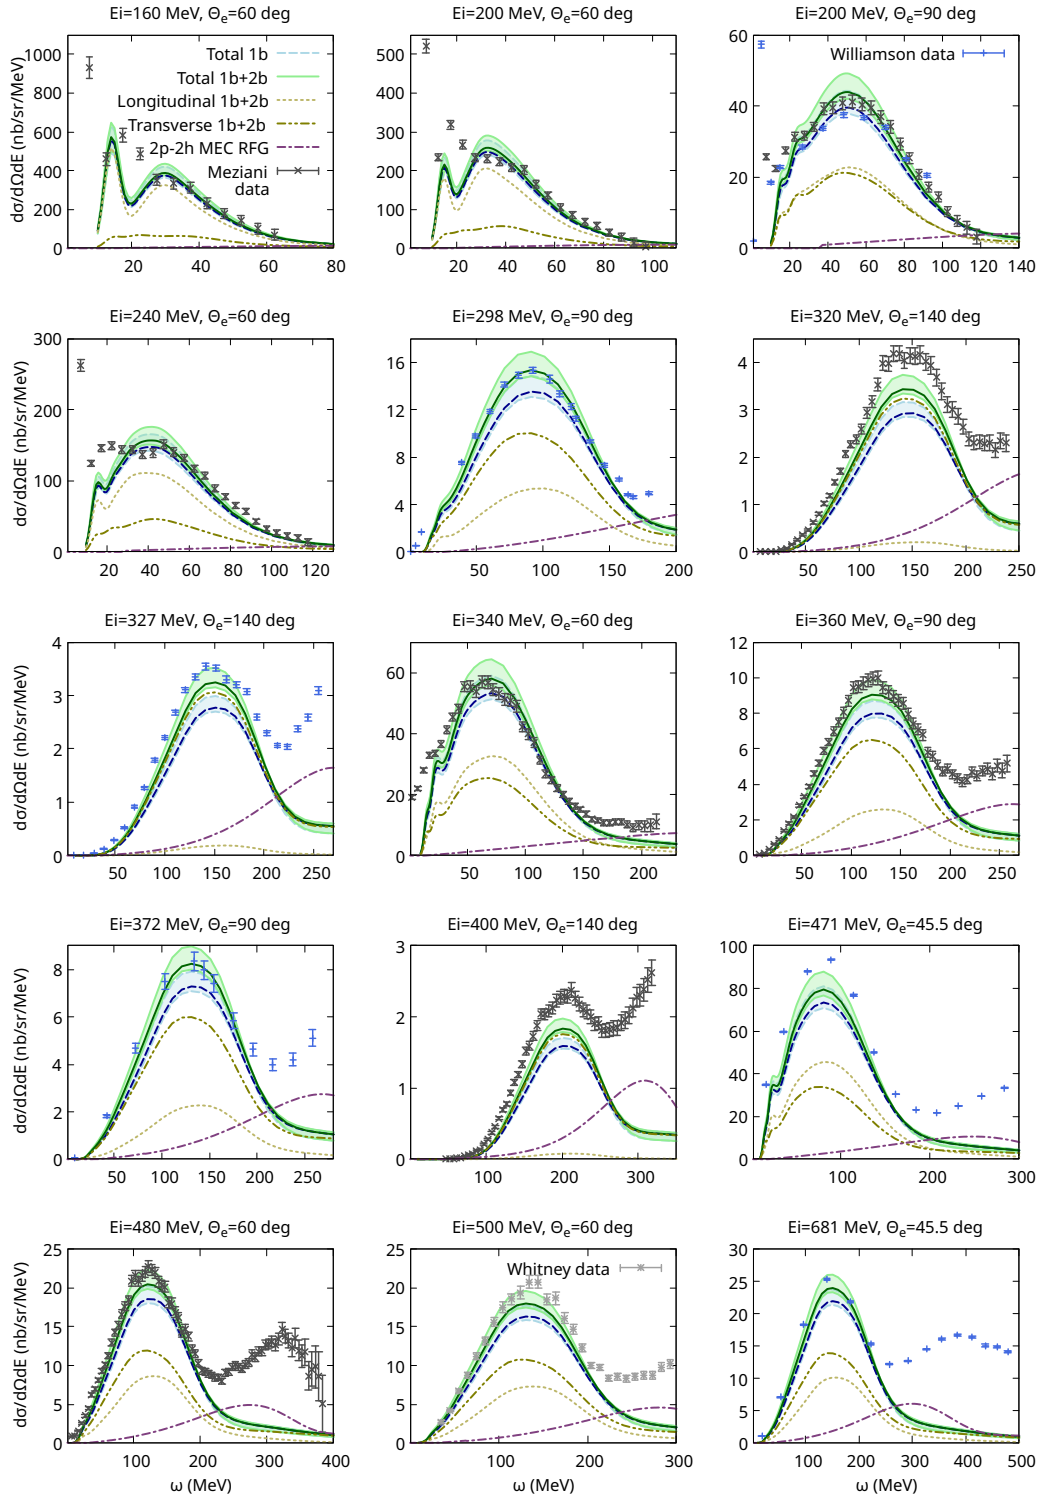 Ei=160 MeV, Θe=60 deg
Ei=200 MeV, Θe=60 deg
Ei=200 MeV, Θe=90 deg
dσ/dΩdE (nb/sr/MeV)
0 200 400 600 800 1000
20 40 60 80
Total 1b
Total 1b+2b
Longitudinal 1b+2b
Transverse 1b+2b
2p-2h MEC RFG
Meziani
data
0 100 200 300 400 500
20 40 60 80 100
0 20 40 60
20 40 60 80 100 120 140
Williamson data
Ei=240 MeV, Θe=60 deg
Ei=298 MeV, Θe=90 deg
Ei=320 MeV, Θe=140 deg
dσ/dΩdE (nb/sr/MeV)
0 100 200 300
20 40 60 80 100 120
0 4 8 12 16
50 100 150 200
0 1 2 3 4
50 100 150 200 250
Ei=327 MeV, Θe=140 deg
Ei=340 MeV, Θe=60 deg
Ei=360 MeV, Θe=90 deg
dσ/dΩdE (nb/sr/MeV)
0 1 2 3 4
50 100 150 200 250
0 20 40 60
50 100 150 200
0 2 4 6 8 10 12
50 100 150 200 250
Ei=372 MeV, Θe=90 deg
Ei=400 MeV, Θe=140 deg
Ei=471 MeV, Θe=45.5 deg
dσ/dΩdE (nb/sr/MeV)
0 2 4 6 8
50 100 150 200 250
0 1 2 3
100 200 300
0 20 40 60 80 100
100 200 300
Ei=480 MeV, Θe=60 deg
Ei=500 MeV, Θe=60 deg
Ei=681 MeV, Θe=45.5 deg
dσ/dΩdE (nb/sr/MeV)
0 5 10 15 20 25
100 200 300 400
ω (MeV)
0 5 10 15 20 25
100 200 300
ω (MeV)
Whitney data
0 5 10 15 20 25 30
100 200 300 400 500
ω (MeV)